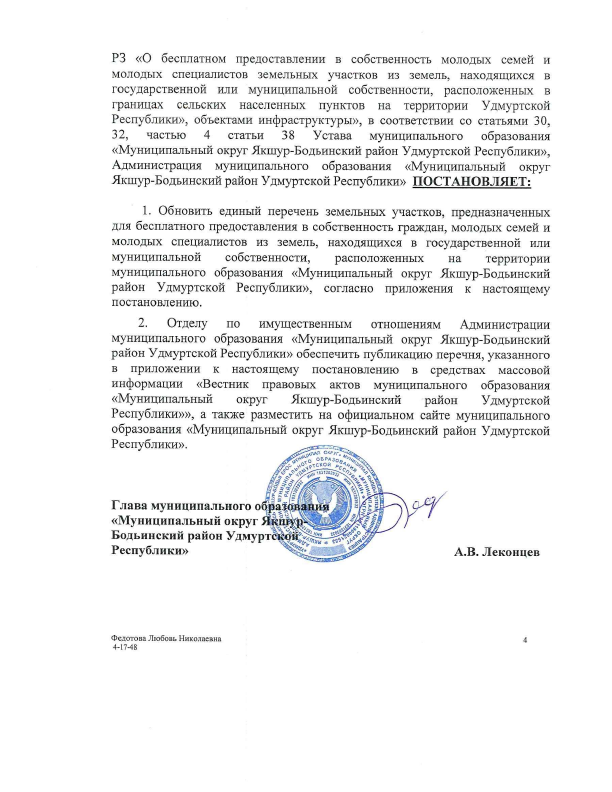 РЗ «О бесплатном предоставлении в собственность молодых семей и
молодых специалистов земельных участков из земель, находящихся в
государственной или муниципальной собственности, расположенных в
границах сельских населенных пунктов на территории Удмуртской
Республики», объектами инфраструктуры», в соответствии со статьями 30,
32, частью 4 статьи 38 Устава муниципального образования
«Муниципальный округ Якшур-Бодьинский район Удмуртской Республики»,
Администрация муниципального образования «Муниципальный округ
Якшур-Бодьинский район Удмуртской Республики» ПОСТАНОВЛЯЕТ:
1. Обновить единый перечень земельных участков, предназначенных
для бесплатного предоставления в собственность граждан, молодых семей и
молодых специалистов из земель, находящихся в государственной или
муниципальной собственности, расположенных на территории
муниципального образования «Муниципальный округ Якшур-Бодьинский
район Удмуртской Республики», согласно приложения к настоящему
постановлению.
2. Отделу по имущественным отношениям Администрации
муниципального образования «Муниципальный округ Якшур-Бодьинский
район Удмуртской Республики» обеспечить публикацию перечня, указанного
в приложении к настоящему постановлению в средствах массовой
информации «Вестник правовых актов муниципального образования
«Муниципальный округ Якшур-Бодьинский район Удмуртской
Республики»», а также разместить на официальном сайте муниципального
образования «Муниципальный округ Якшур-Бодьинский район Удмуртской
Республики».
Глава муниципального образования
«Муниципальный округ Якшур-
Бодьинский район Удмуртской
Республики» А.В. Леконцев
Федотова Любовь Николаевна 4
4-17-48